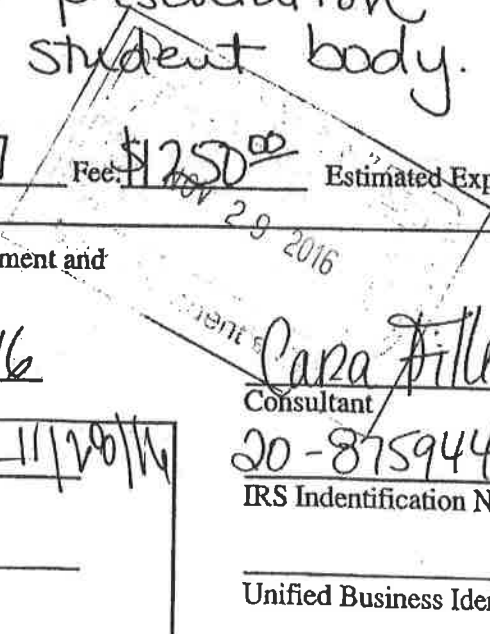 student body.
Fee: $1250.00 Estimated Exp
NOV 29 2016
ment and
Cara
Consultant
11/29/16
20-875944
IRS Indentification N
Unified Business Iden